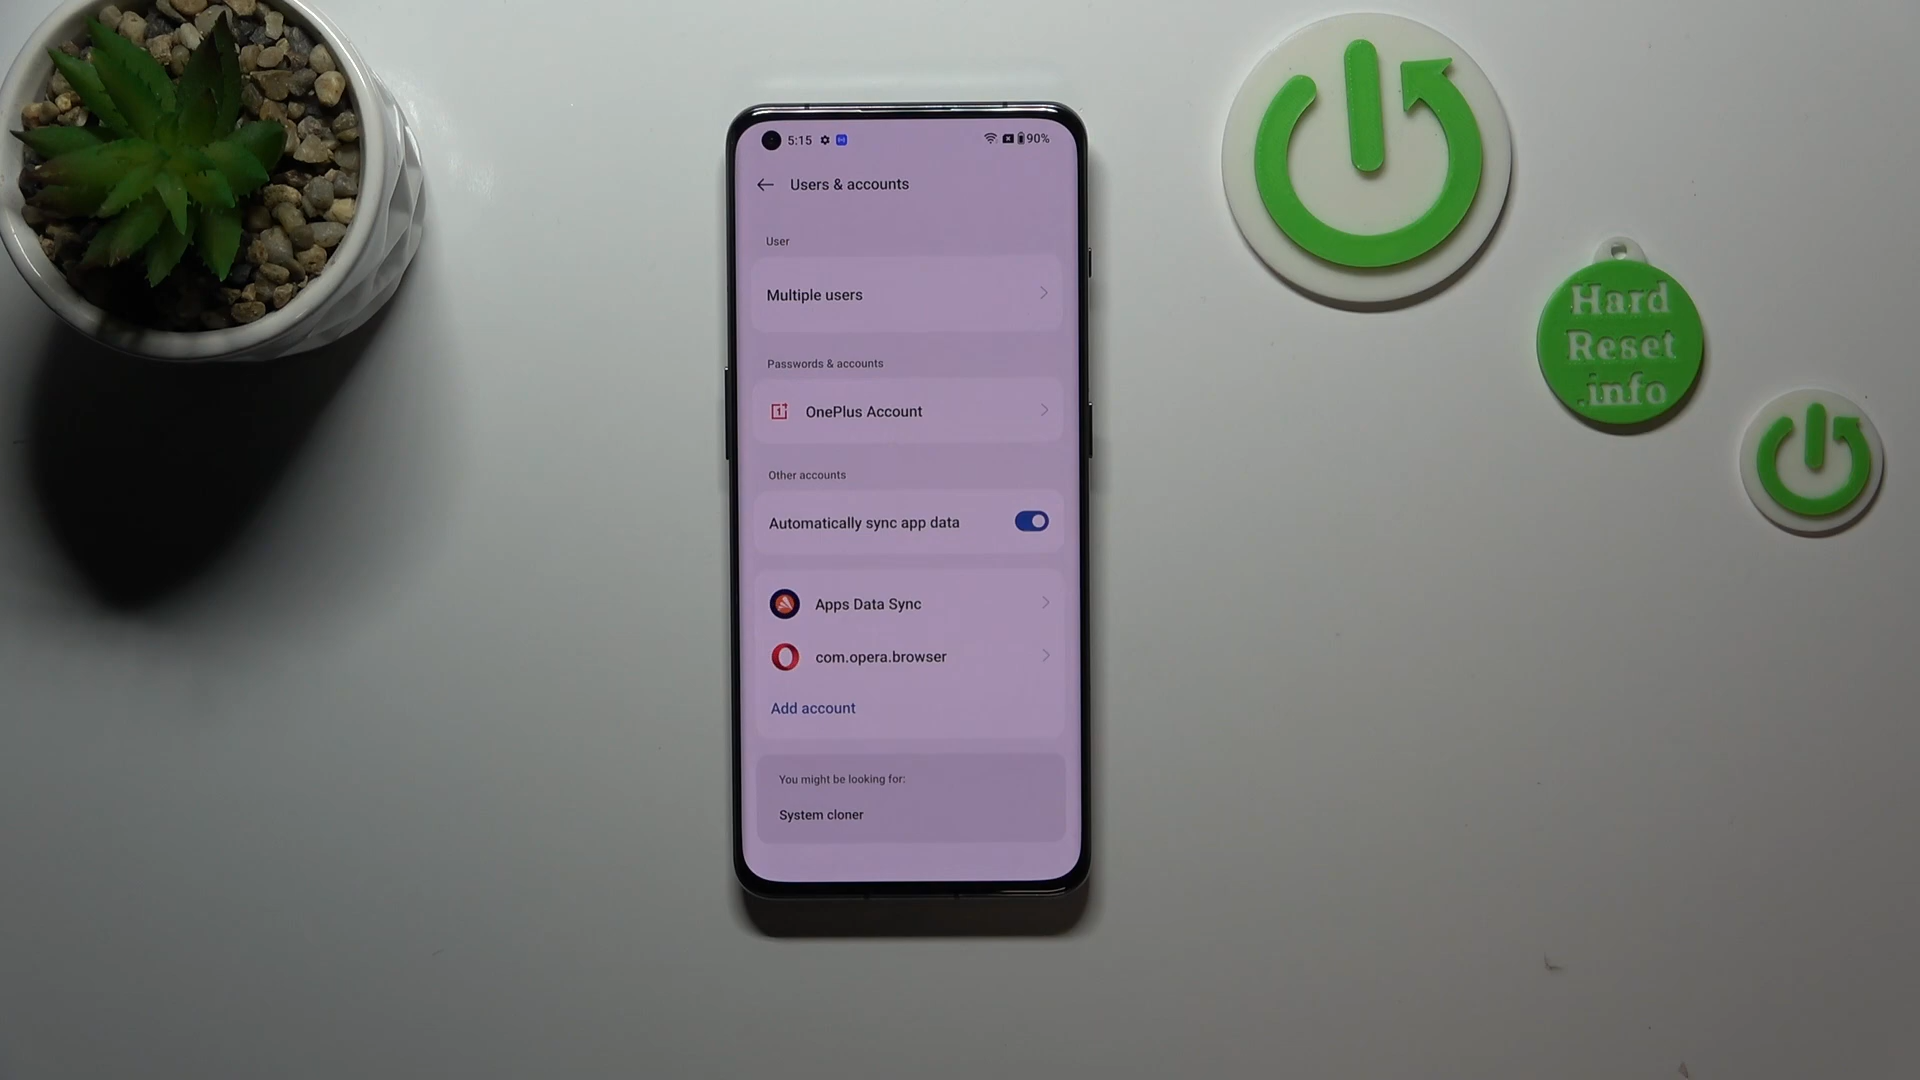 5:15
90%
Users & accounts
User
Multiple users
Passwords & accounts
OnePlus Account
Other accounts
Automatically sync app data
Apps Data Sync
com.opera.browser
Add account
You might be looking for:
System cloner
Hard
Reset
.info